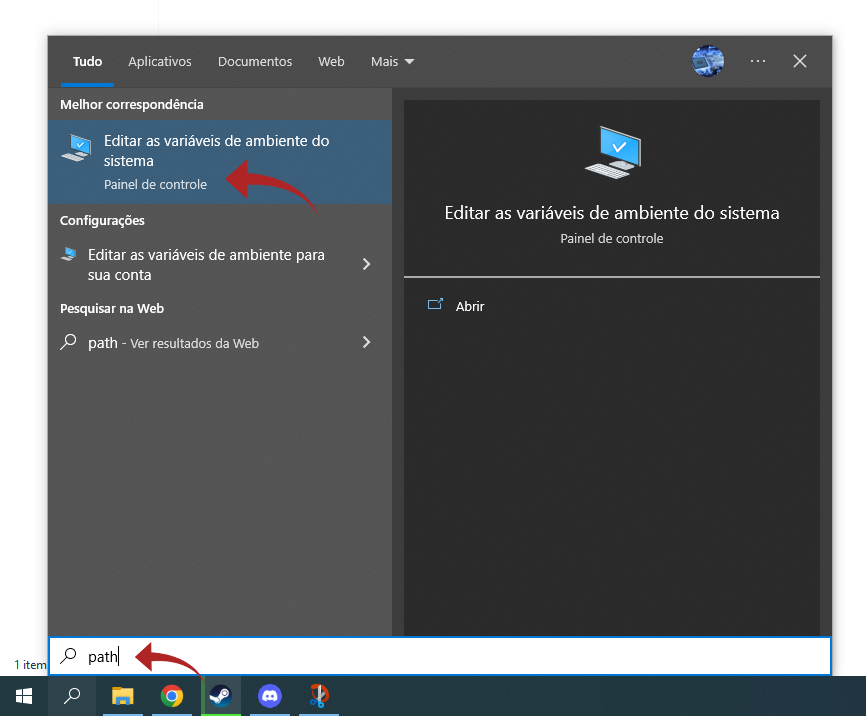 Tudo Aplicativos Documentos Web Mais ...
Melhor correspondência
Editar as variáveis de ambiente do
sistema
Painel de controle
Configurações
Editar as variáveis de ambiente para
sua conta
Pesquisar na Web
path - Ver resultados da Web
Editar as variáveis de ambiente do sistema
Painel de controle
Abrir
path
1 item